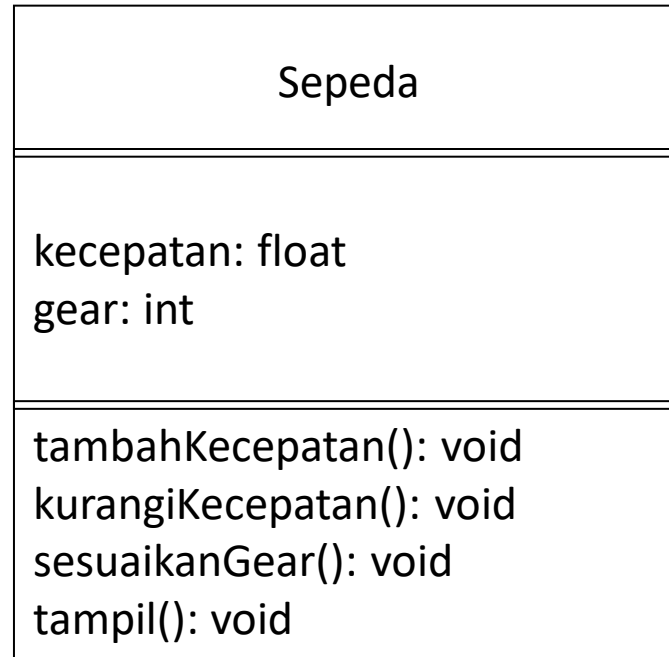 Sepeda
kecepatan: float
gear: int
tambahKecepatan(): void
kurangiKecepatan(): void
sesuaikanGear(): void
tampil(): void